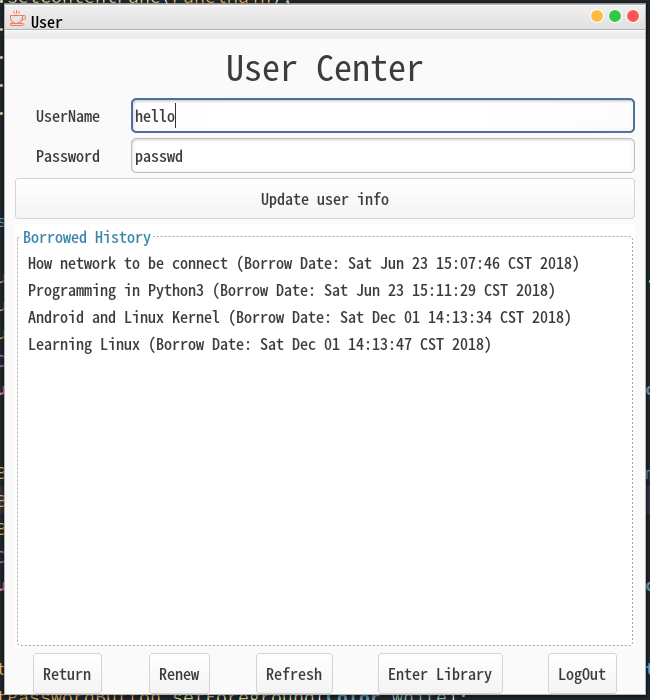 User
User Center
UserName hello
Password passwd
Update user info
Borrowed History
How network to be connect (Borrow Date: Sat Jun 23 15:07:46 CST 2018)
Programming in Python3 (Borrow Date: Sat Jun 23 15:11:29 CST 2018)
Android and Linux Kernel (Borrow Date: Sat Dec 01 14:13:34 CST 2018)
Learning Linux (Borrow Date: Sat Dec 01 14:13:47 CST 2018)
Return Renew Refresh Enter Library LogOut